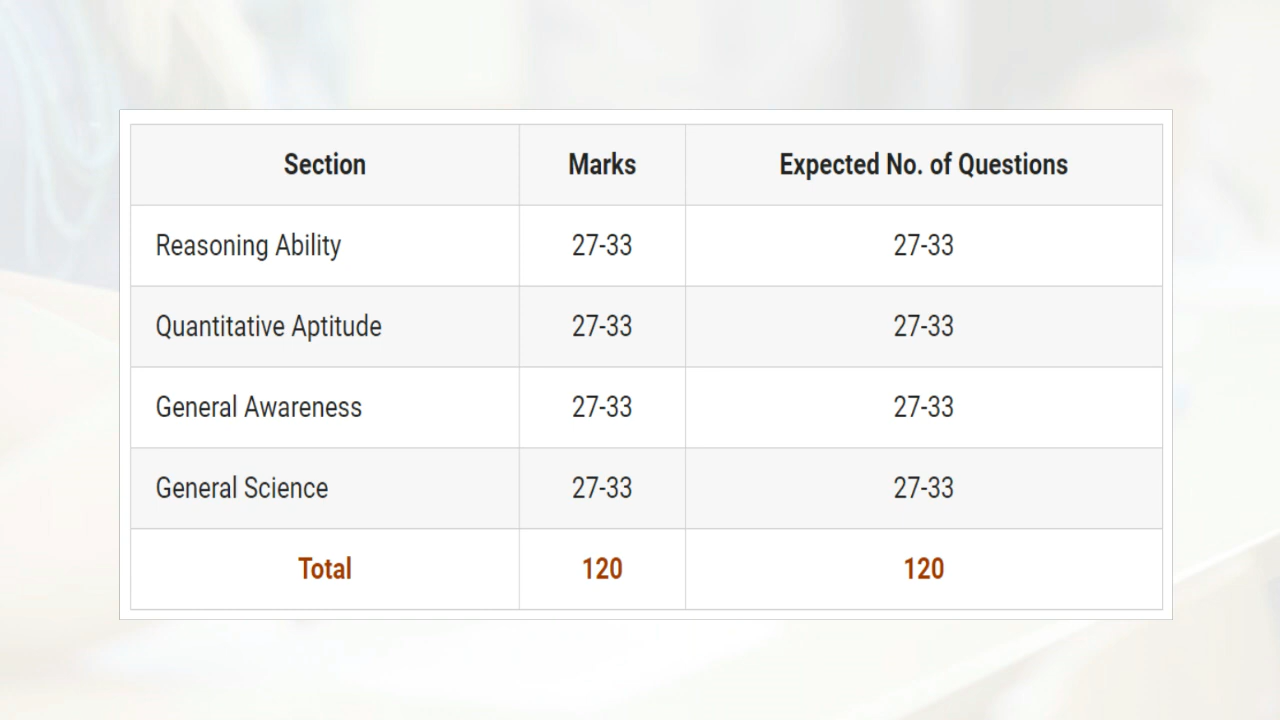 Section Marks Expected No. of Questions
Reasoning Ability 27-33 27-33
Quantitative Aptitude 27-33 27-33
General Awareness 27-33 27-33
General Science 27-33 27-33
Total 120 120